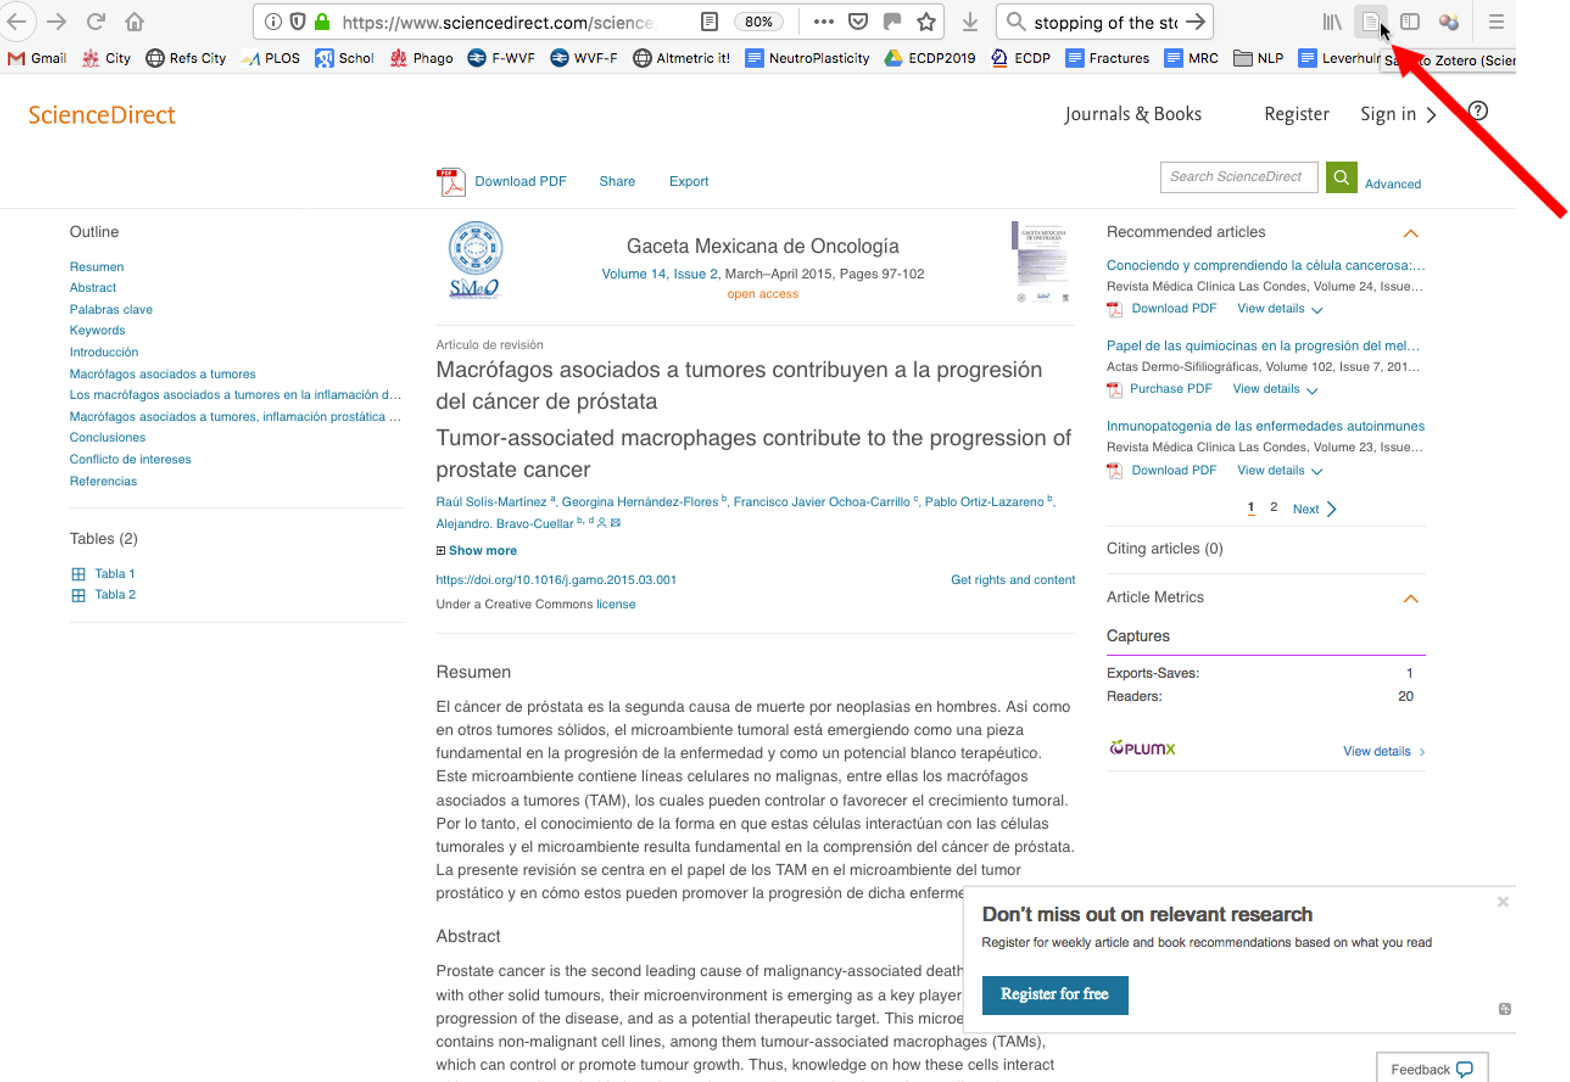 https://www.sciencedirect.com/science
80%
stopping of the st
Gmail City Refs City PLOS Schol Phago F-WVF WVF-F Altmetric it! NeutroPlasticity ECDP2019 ECDP Fractures MRC NLP
to Zotero (Scien
ScienceDirect
Journals & Books Register Sign in
Download PDF Share Export
Search ScienceDirect
Advanced
Outline
Resumen
Abstract
Palabras clave
Keywords
Introducción
Macrófagos asociados a tumores
Los macrófagos asociados a tumores en la inflamación d...
Macrófagos asociados a tumores, inflamación prostática ...
Conclusiones
Conflicto de intereses
Referencias
Tables (2)
Tabla 1
Tabla 2
SMeO
Gaceta Mexicana de Oncología
Volume 14, Issue 2, March–April 2015, Pages 97-102
open access
GACETA MEXICANA
DE ONCOLOGÍA
Artículo de revisión
Macrófagos asociados a tumores contribuyen a la progresión
del cáncer de próstata
Tumor-associated macrophages contribute to the progression of
prostate cancer
Raúl Solis-Martínez a, Georgina Hernández-Flores b, Francisco Javier Ochoa-Carrillo c, Pablo Ortiz-Lazareno b,
Alejandro. Bravo-Cuellar b, d
Show more
https://doi.org/10.1016/j.gamo.2015.03.001
Get rights and content
Under a Creative Commons license
Resumen
El cáncer de próstata es la segunda causa de muerte por neoplasias en hombres. Así como
en otros tumores sólidos, el microambiente tumoral está emergiendo como una pieza
fundamental en la progresión de la enfermedad y como un potencial blanco terapéutico.
Este microambiente contiene líneas celulares no malignas, entre ellas los macrófagos
asociados a tumores (TAM), los cuales pueden controlar o favorecer el crecimiento tumoral.
Por lo tanto, el conocimiento de la forma en que estas células interactúan con las células
tumorales y el microambiente resulta fundamental en la comprensión del cáncer de próstata.
La presente revisión se centra en el papel de los TAM en el microambiente del tumor
prostático y en cómo estos pueden promover la progresión de dicha enferme
Abstract
Prostate cancer is the second leading cause of malignancy-associated death
with other solid tumours, their microenvironment is emerging as a key player
progression of the disease, and as a potential therapeutic target. This microe
contains non-malignant cell lines, among them tumour-associated macrophages (TAMs),
which can control or promote tumour growth. Thus, knowledge on how these cells interact
Recommended articles
Conociendo y comprendiendo la célula cancerosa:...
Revista Médica Clínica Las Condes, Volume 24, Issue...
Download PDF View details
Papel de las quimiocinas en la progresión del mel...
Actas Dermo-Sifiliográficas, Volume 102, Issue 7, 201...
Purchase PDF View details
Inmunopatogenia de las enfermedades autoinmunes
Revista Médica Clínica Las Condes, Volume 23, Issue...
Download PDF View details
1 2 Next
Citing articles (0)
Article Metrics
Captures
Exports-Saves: 1
Readers: 20
PLUMX
View details
Don't miss out on relevant research
Register for weekly article and book recommendations based on what you read
Register for free
Feedback